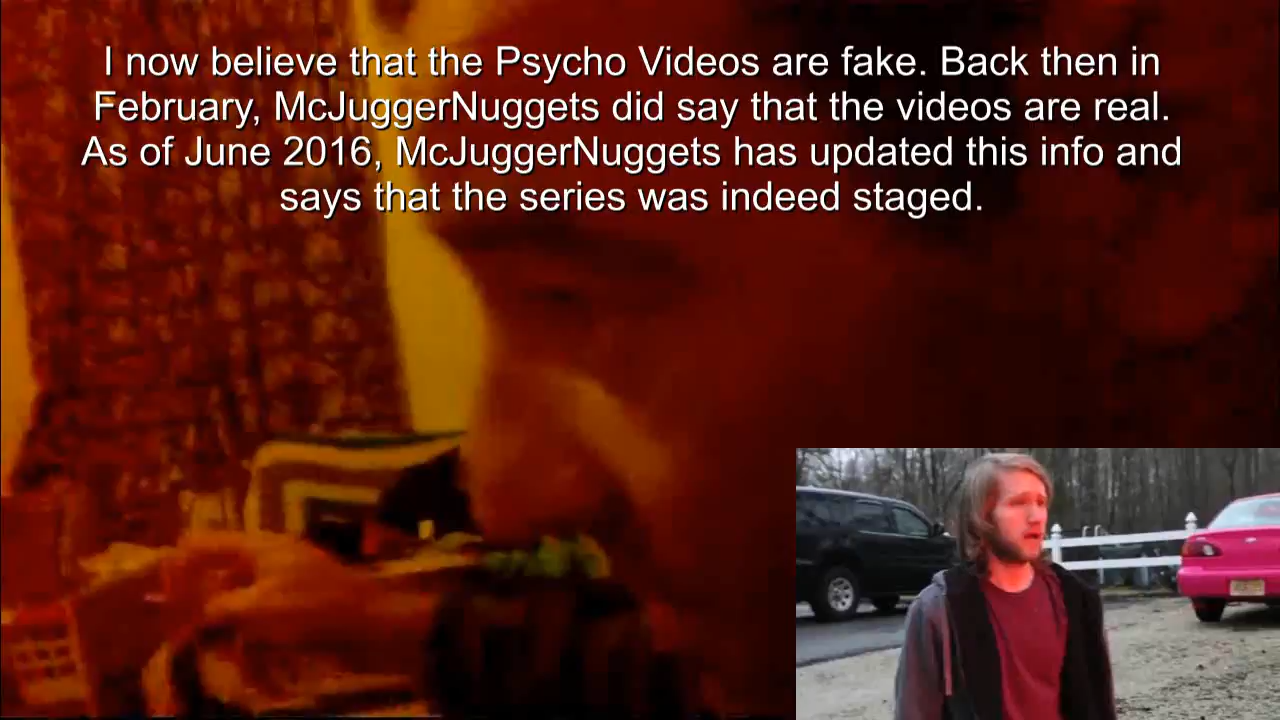 I now believe that the Psycho Videos are fake. Back then in
February, McJuggerNuggets did say that the videos are real.
As of June 2016, McJuggerNuggets has updated this info and
says that the series was indeed staged.